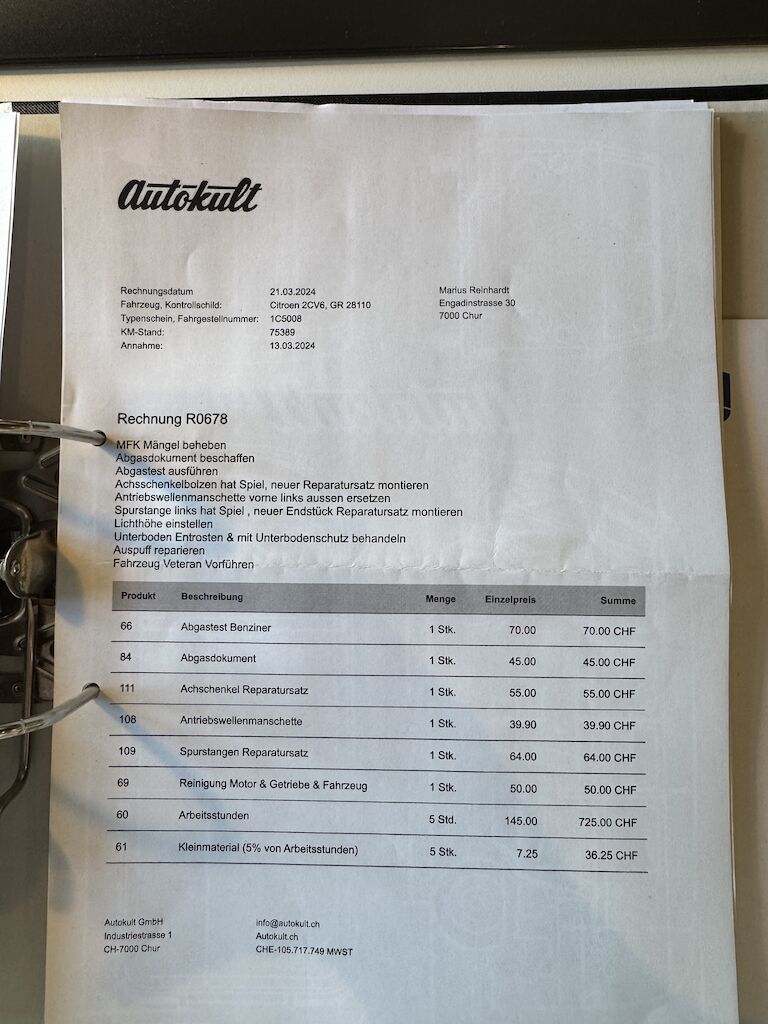 Autokult
Rechnungsdatum 21.03.2024
Fahrzeug, Kontrollschild: Citroen 2CV6, GR 28110
Typenschein, Fahrgestellnummer: 1C5008
KM-Stand: 75389
Annahme: 13.03.2024
Marius Reinhardt
Engadinstrasse 30
7000 Chur
Rechnung R0678
MFK Mängel beheben
Abgasdokument beschaffen
Abgastest ausführen
Achsschenkelbolzen hat Spiel, neuer Reparatursatz montieren
Antriebswellenmanschette vorne links aussen ersetzen
Spurstange links hat Spiel , neuer Endstück Reparatursatz montieren
Lichthöhe einstellen
Unterboden Entrosten & mit Unterbodenschutz behandeln
Auspuff reparieren
Fahrzeug Veteran Vorführen
Produkt Beschreibung Menge Einzelpreis Summe
66 Abgastest Benziner 1 Stk. 70.00 70.00 CHF
84 Abgasdokument 1 Stk. 45.00 45.00 CHF
111 Achschenkel Reparatursatz 1 Stk. 55.00 55.00 CHF
108 Antriebswellenmanschette 1 Stk. 39.90 39.90 CHF
109 Spurstangen Reparatursatz 1 Stk. 64.00 64.00 CHF
69 Reinigung Motor & Getriebe & Fahrzeug 1 Stk. 50.00 50.00 CHF
60 Arbeitsstunden 5 Std. 145.00 725.00 CHF
61 Kleinmaterial (5% von Arbeitsstunden) 5 Stk. 7.25 36.25 CHF
Autokult GmbH
Industriestrasse 1
CH-7000 Chur
info@autokult.ch
Autokult.ch
CHE-105.717.749 MWST